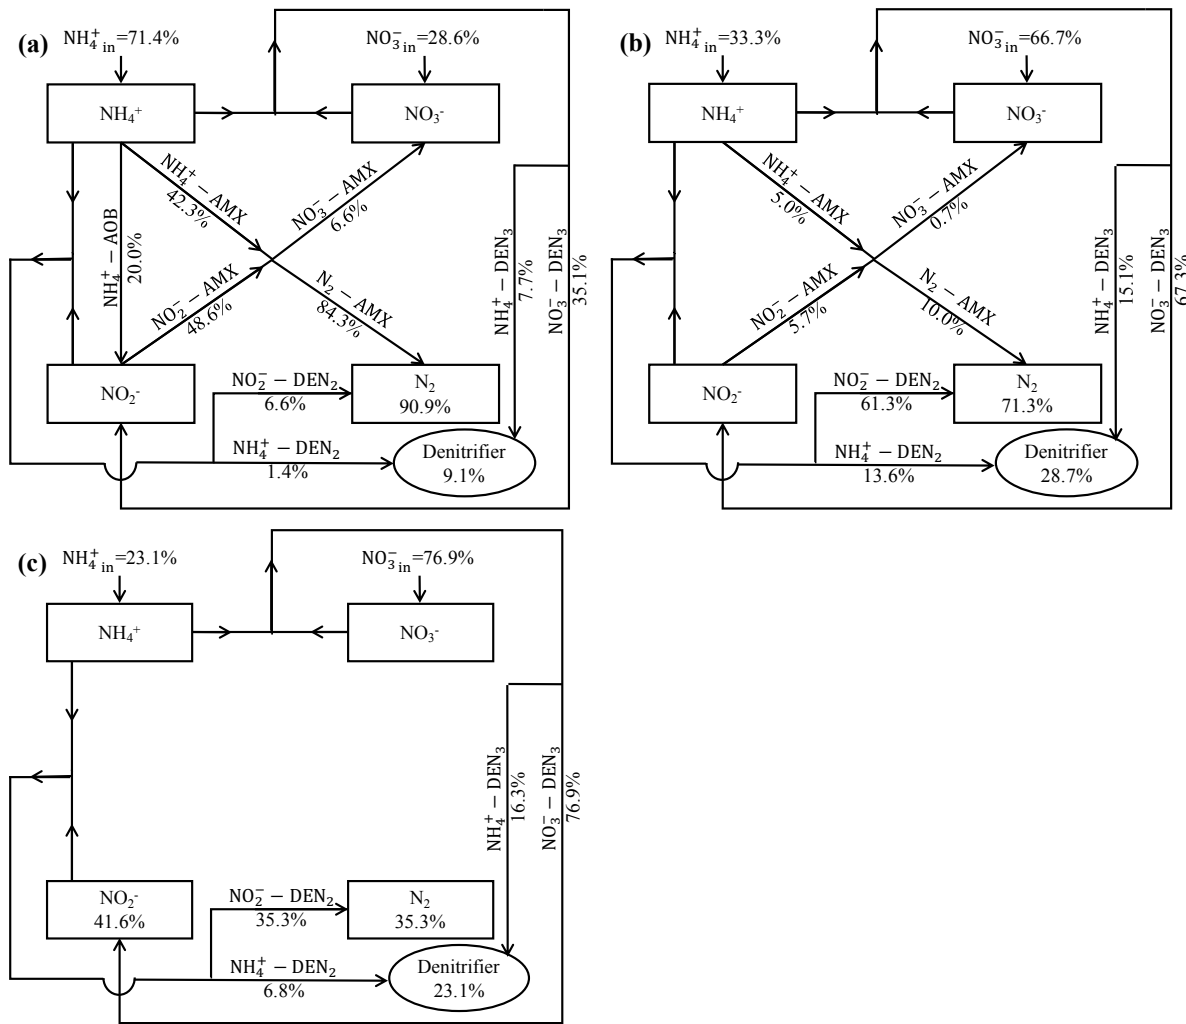 (a)
NH₄⁺ in=71.4%
NO₃⁻ in=28.6%
NH₄⁺
NO₃⁻
NH₄⁺ − AMX
42.3%
NO₃⁻ − AMX
6.6%
NH₄⁺ − AOB
20.0%
NO₂⁻ − AMX
48.6%
N₂ − AMX
84.3%
NH₄⁺ − DEN₃
7.7%
NO₃⁻ − DEN₃
35.1%
NO₂⁻
NO₂⁻ − DEN₂
6.6%
N₂
90.9%
NH₄⁺ − DEN₂
1.4%
Denitrifier
9.1%
(b)
NH₄⁺ in=33.3%
NO₃⁻ in=66.7%
NH₄⁺
NO₃⁻
NH₄⁺ − AMX
5.0%
NO₃⁻ − AMX
0.7%
NO₂⁻ − AMX
5.7%
N₂ − AMX
10.0%
NH₄⁺ − DEN₃
15.1%
NO₃⁻ − DEN₃
67.3%
NO₂⁻
NO₂⁻ − DEN₂
61.3%
N₂
71.3%
NH₄⁺ − DEN₂
13.6%
Denitrifier
28.7%
(c)
NH₄⁺ in=23.1%
NO₃⁻ in=76.9%
NH₄⁺
NO₃⁻
NH₄⁺ − DEN₃
16.3%
NO₃⁻ − DEN₃
76.9%
NO₂⁻
41.6%
NO₂⁻ − DEN₂
35.3%
N₂
35.3%
NH₄⁺ − DEN₂
6.8%
Denitrifier
23.1%